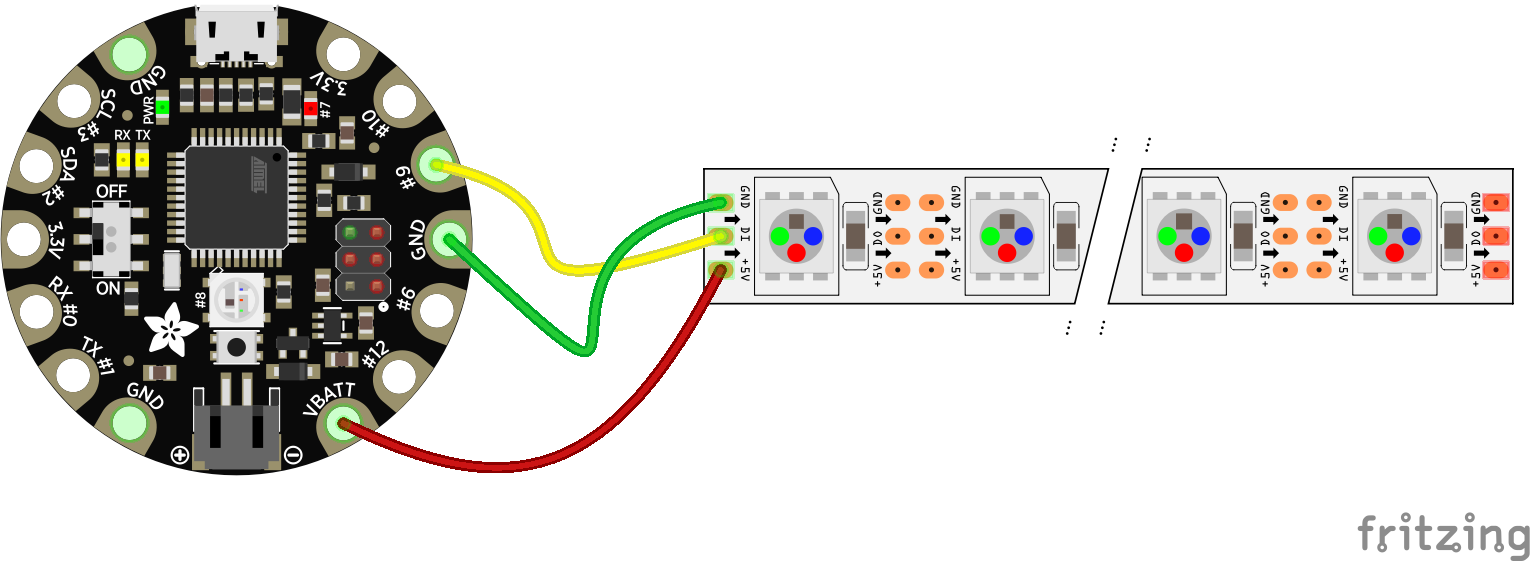 GND
3.3V
SCL
#3
PWR
#7
#10
RX TX
SDA
#2
OFF
ATMEL
#9
3.3V
GND
ON
RX
#0
#8
#6
TX
#1
#12
GND
VBATT
+
−
GND
DI
+5V
GND
DO
+5V
GND
DI
+5V
GND
DO
+5V
GND
DI
+5V
GND
DO
+5V
fritzing